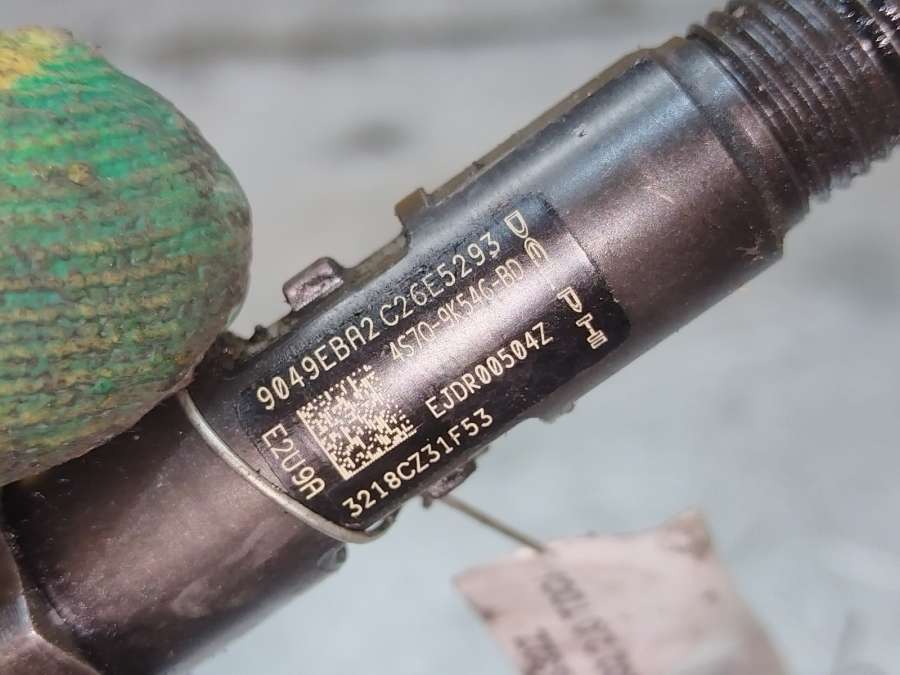 DELPHI
9049EBA2 C26E5293
4S7Q-9K546-BD
EJDR00504Z
3218CZ31F53
E2U9A